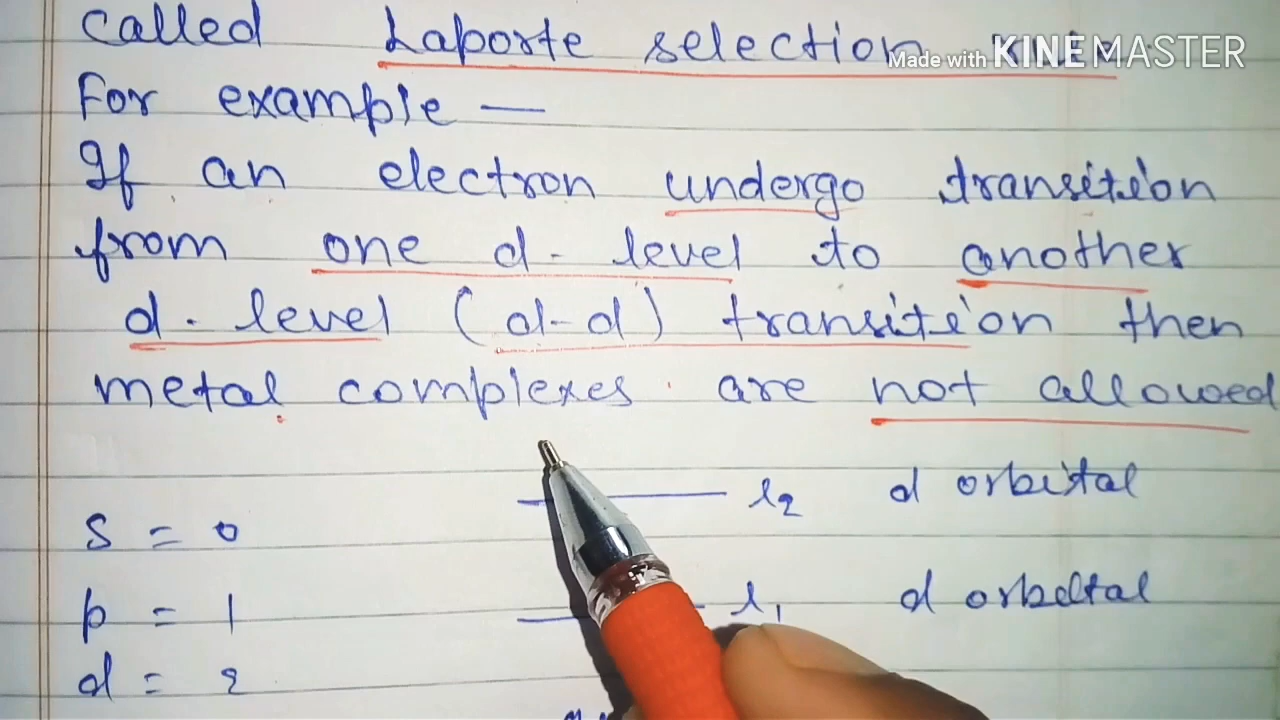 called Laporte selection
Made with KINEMASTER
For example —
If an electron undergo transition
from one d - level to another
d - level (d-d) transition then
metal complexes are not allowed
l2 d orbital
s = 0
l1 d orbital
p = 1
d = 2